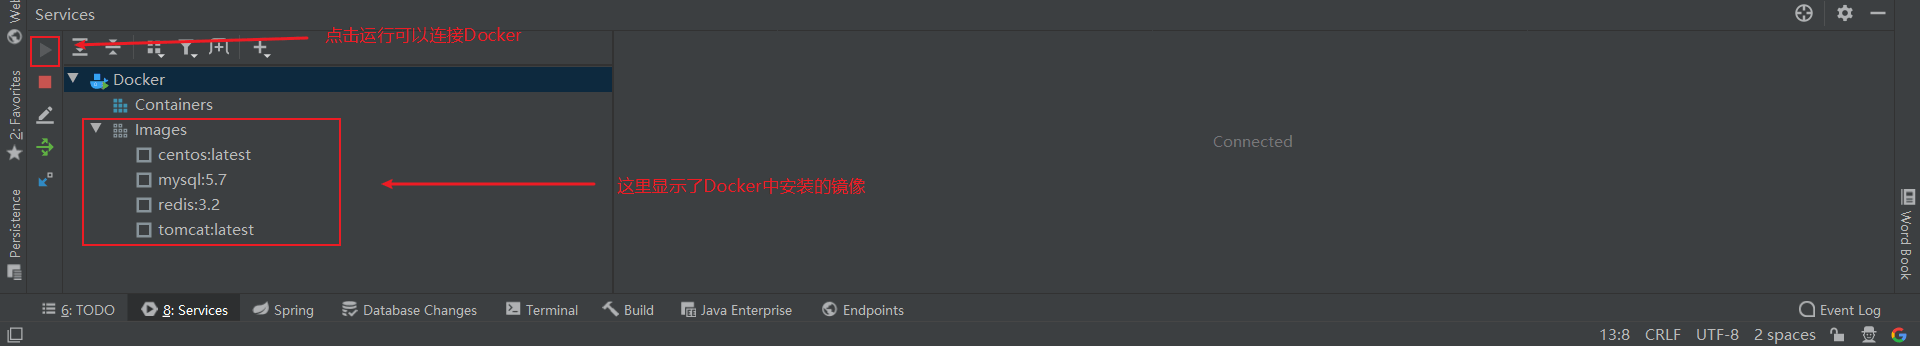 Services
点击运行可以连接Docker
Docker
Containers
Images
centos:latest
mysql:5.7
redis:3.2
tomcat:latest
这里显示了Docker中安装的镜像
Connected
Web
2: Favorites
Persistence
Word Book
6: TODO
8: Services
Spring
Database Changes
Terminal
Build
Java Enterprise
Endpoints
Event Log
13:8 CRLF UTF-8 2 spaces